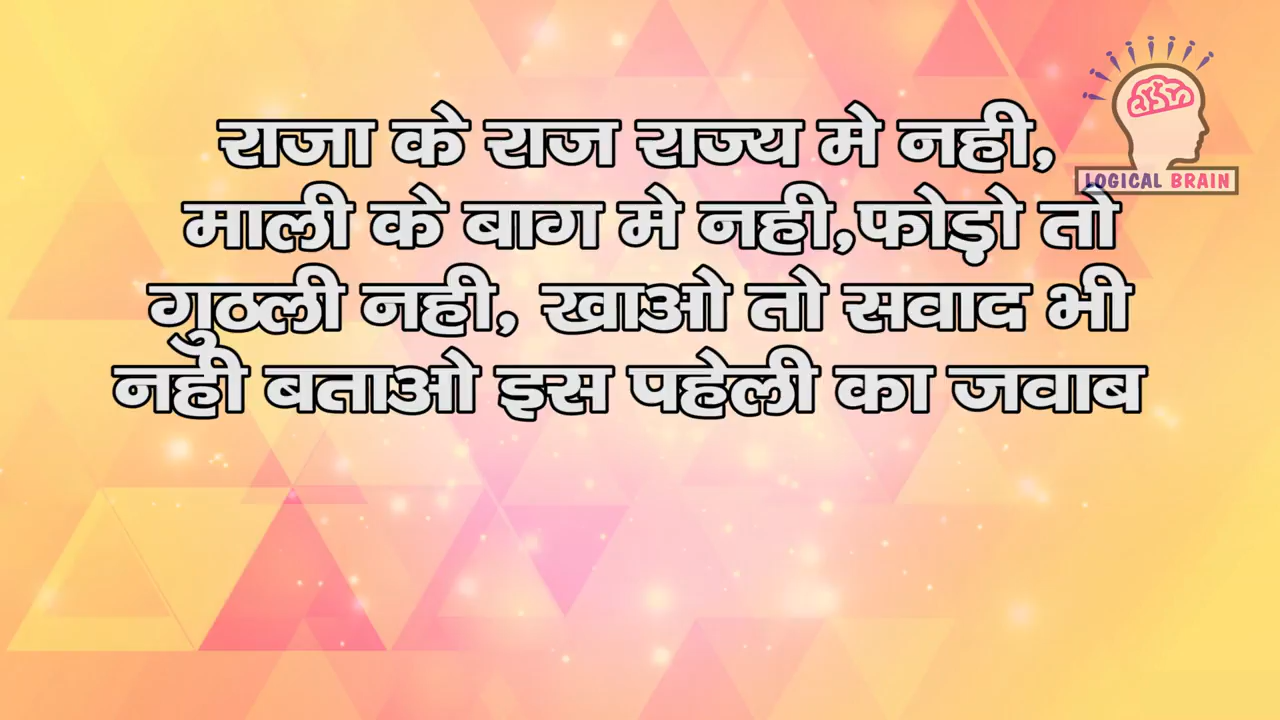 राजा के राज राज्य मे नही,
माली के बाग मे नही,फोड़ो तो
गुठली नही, खाओ तो सवाद भी
नही बताओ इस पहेली का जवाब
LOGICAL BRAIN